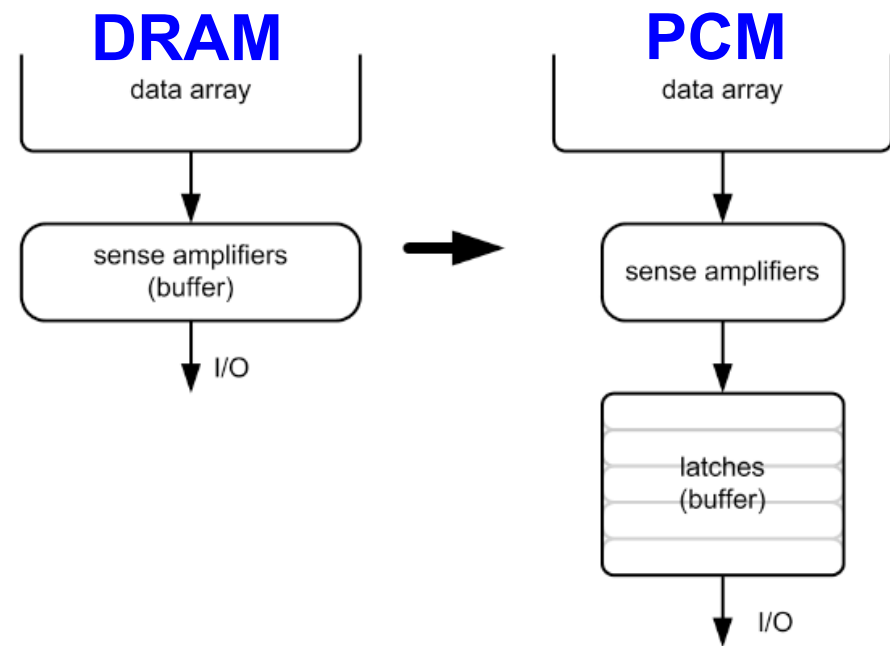 DRAM
data array
sense amplifiers
(buffer)
I/O
PCM
data array
sense amplifiers
latches
(buffer)
I/O